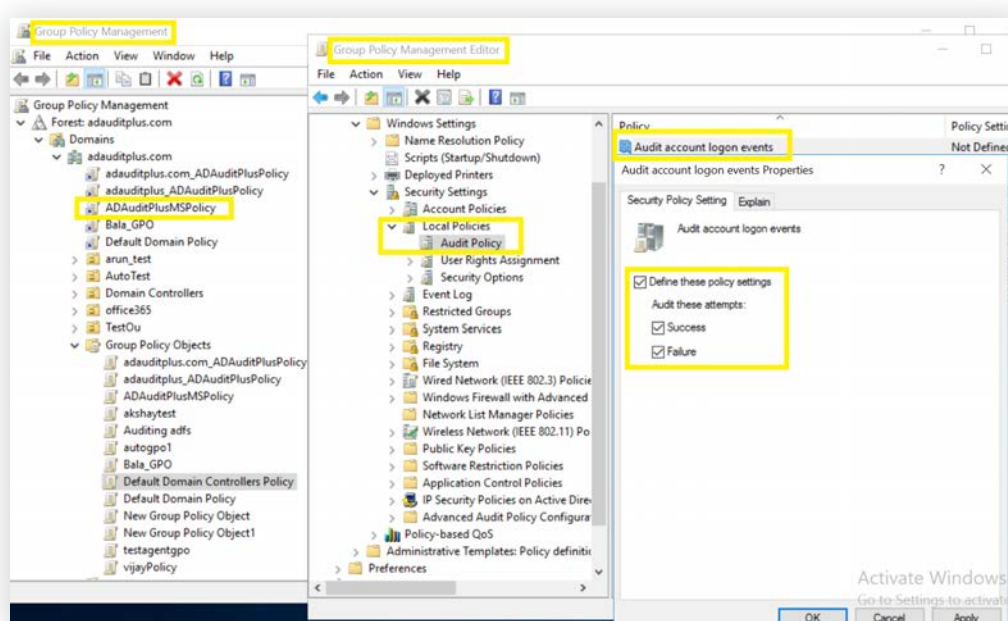 Group Policy Management
File Action View Window Help
Group Policy Management
Forest: adauditplus.com
Domains
adauditplus.com
adauditplus.com_ADAuditPlusPolicy
adauditplus_ADAuditPlusPolicy
ADAuditPlusMSPolicy
Bala_GPO
Default Domain Policy
arun_test
AutoTest
Domain Controllers
office365
TestOu
Group Policy Objects
adauditplus.com_ADAuditPlusPolicy
adauditplus_ADAuditPlusPolicy
ADAuditPlusMSPolicy
akshaytest
Auditing adfs
autogpo1
Bala_GPO
Default Domain Controllers Policy
Default Domain Policy
New Group Policy Object
New Group Policy Object1
testagentgpo
vijayPolicy
Group Policy Management Editor
File Action View Help
Windows Settings
Name Resolution Policy
Scripts (Startup/Shutdown)
Deployed Printers
Security Settings
Account Policies
Local Policies
Audit Policy
User Rights Assignment
Security Options
Event Log
Restricted Groups
System Services
Registry
File System
Wired Network (IEEE 802.3) Policie
Windows Firewall with Advanced
Network List Manager Policies
Wireless Network (IEEE 802.11) Po
Public Key Policies
Software Restriction Policies
Application Control Policies
IP Security Policies on Active Dire
Advanced Audit Policy Configura
Policy-based QoS
Administrative Templates: Policy definitio
Preferences
Policy Policy Setti
Audit account logon events Not Defined
Audit account logon events Properties ?
Security Policy Setting Explain
Audit account logon events
Define these policy settings
Audit these attempts:
Success
Failure
Activate Windows
Go to Settings to activate
OK Cancel Apply